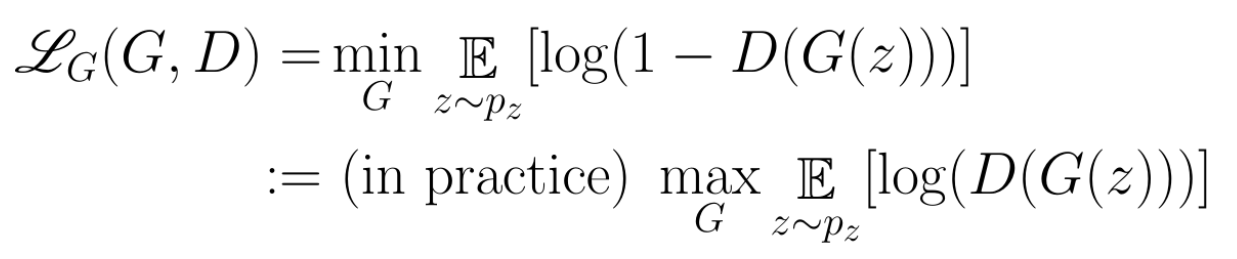 ℒ_G(G, D) = min_G 𝔼_{z∼p_z} [log(1 − D(G(z)))]
:= (in practice) max_G 𝔼_{z∼p_z} [log(D(G(z)))]